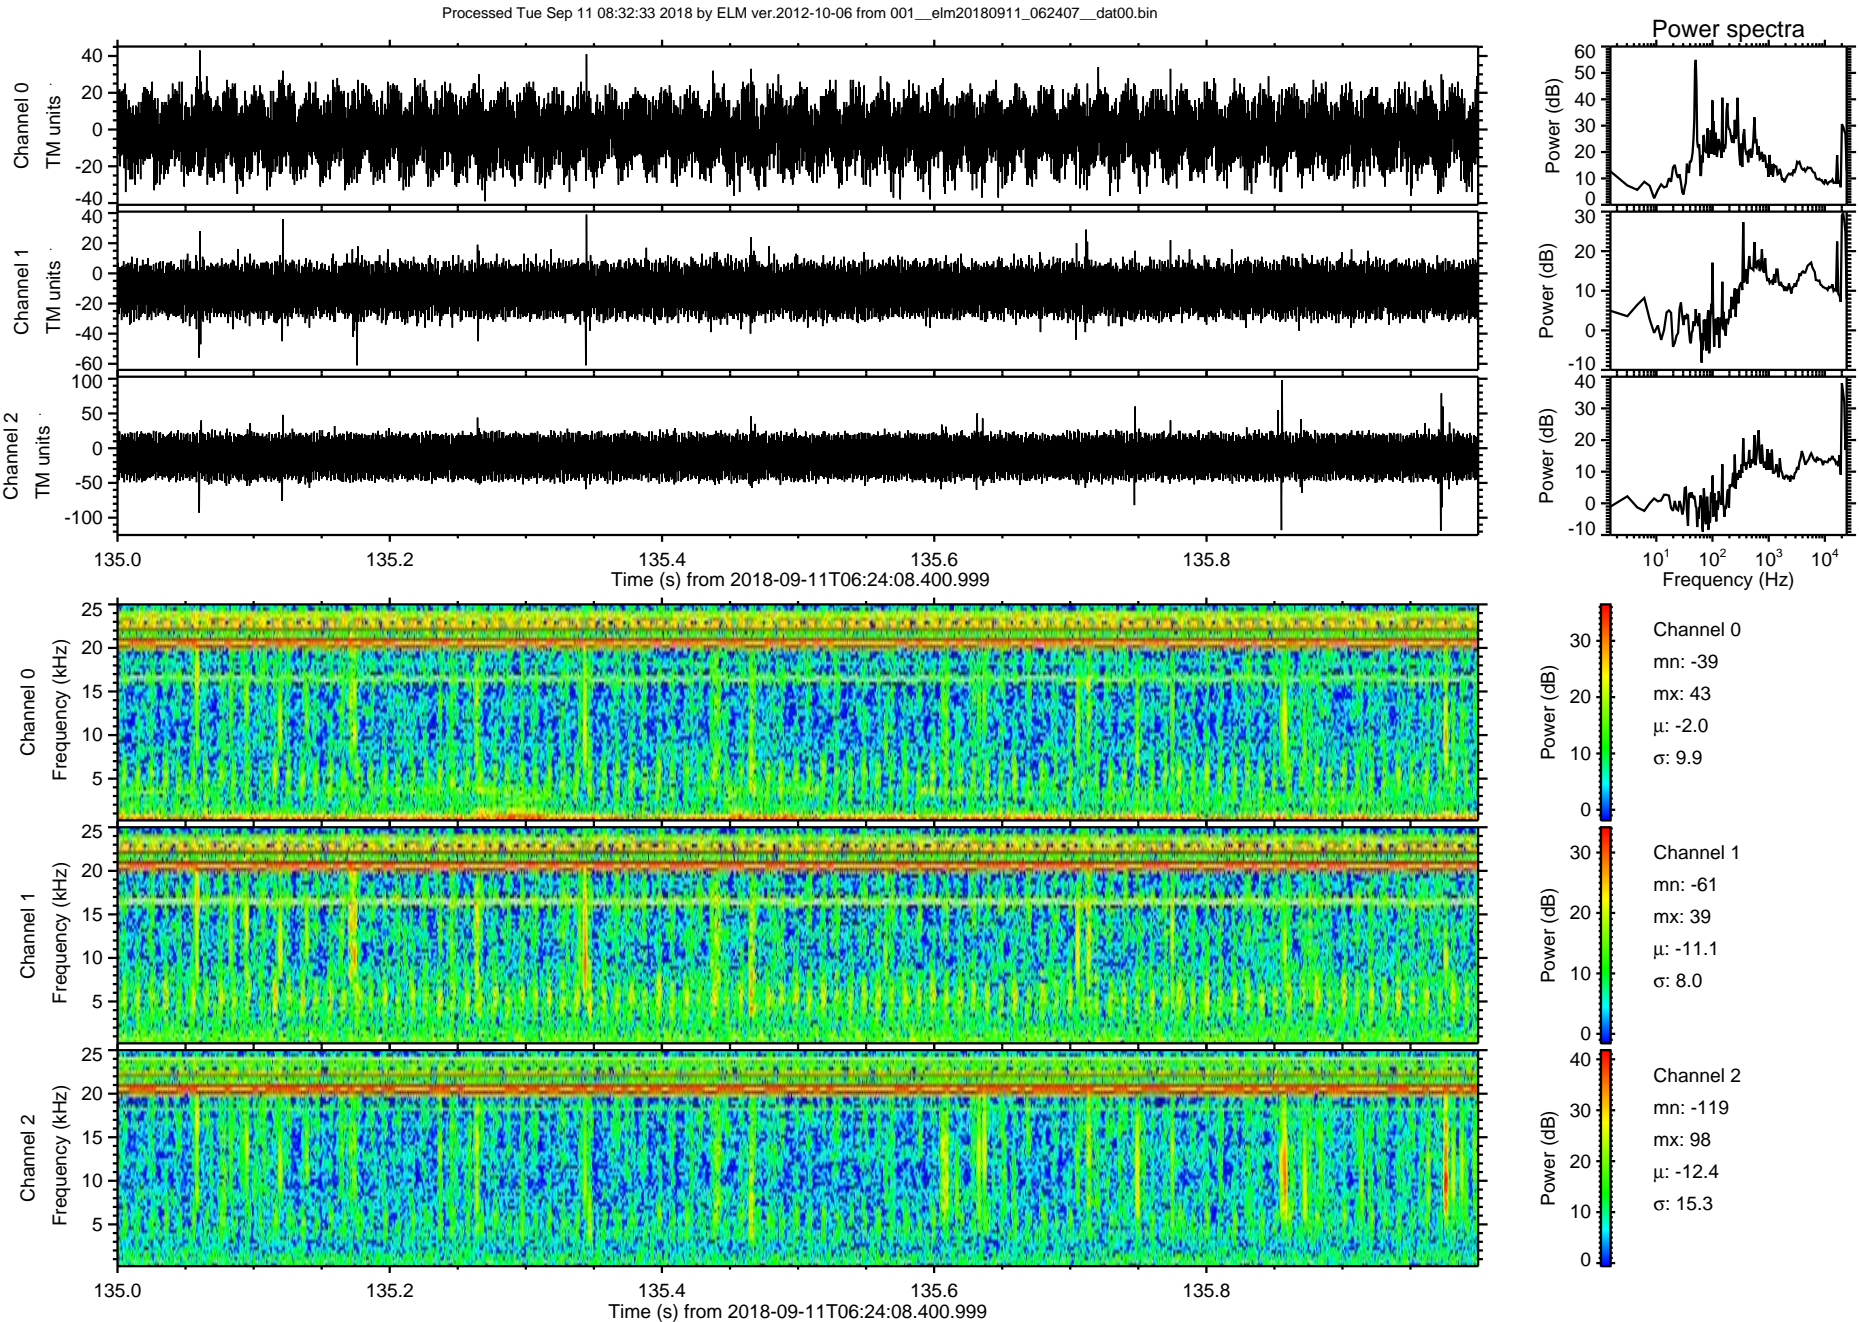 Processed Tue Sep 11 08:32:33 2018 by ELM ver.2012-10-06 from 001__elm20180911_062407__dat00.bin
Power spectra
Channel 0
TM units
40
20
0
-20
-40
Power (dB)
60
50
40
30
20
10
0
Channel 1
TM units
40
20
0
-20
-40
-60
Power (dB)
30
20
10
0
-10
Channel 2
TM units
100
50
0
-50
-100
Power (dB)
40
30
20
10
0
-10
135.0 135.2 135.4 135.6 135.8
Time (s) from 2018-09-11T06:24:08.400.999
10^1 10^2 10^3 10^4
Frequency (Hz)
Channel 0
Frequency (kHz)
25
20
15
10
5
Power (dB)
30
20
10
0
Channel 0
mn: -39
mx: 43
μ: -2.0
σ: 9.9
Channel 1
Frequency (kHz)
25
20
15
10
5
Power (dB)
30
20
10
0
Channel 1
mn: -61
mx: 39
μ: -11.1
σ: 8.0
Channel 2
Frequency (kHz)
25
20
15
10
5
Power (dB)
40
30
20
10
0
Channel 2
mn: -119
mx: 98
μ: -12.4
σ: 15.3
135.0 135.2 135.4 135.6 135.8
Time (s) from 2018-09-11T06:24:08.400.999